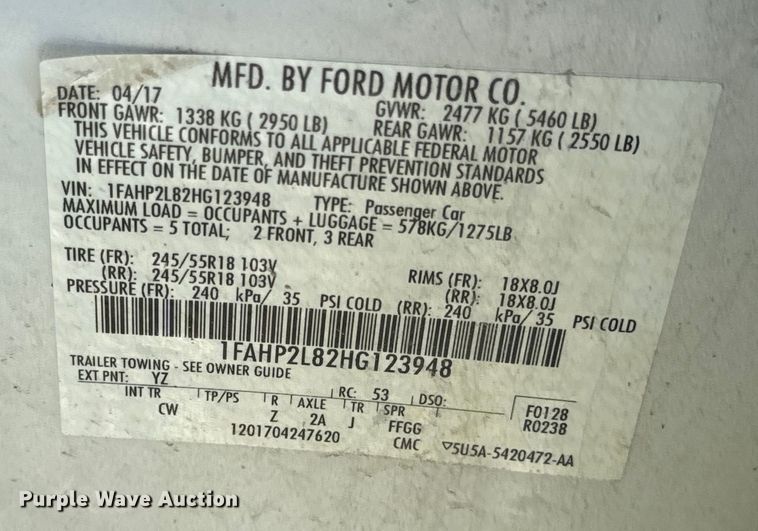 MFD. BY FORD MOTOR CO.
DATE: 04/17 GVWR: 2477 KG ( 5460 LB)
FRONT GAWR: 1338 KG ( 2950 LB) REAR GAWR: 1157 KG ( 2550 LB)
THIS VEHICLE CONFORMS TO ALL APPLICABLE FEDERAL MOTOR
VEHICLE SAFETY, BUMPER, AND THEFT PREVENTION STANDARDS
IN EFFECT ON THE DATE OF MANUFACTURE SHOWN ABOVE.
VIN: 1FAHP2L82HG123948 TYPE: Passenger Car
MAXIMUM LOAD = OCCUPANTS + LUGGAGE = 578KG/1275LB
OCCUPANTS = 5 TOTAL; 2 FRONT, 3 REAR
TIRE (FR): 245/55R18 103V RIMS (FR): 18X8.0J
(RR): 245/55R18 103V (RR): 18X8.0J
PRESSURE (FR): 240 kPa/ 35 PSI COLD (RR): 240 kPa/ 35 PSI COLD
1FAHP2L82HG123948
TRAILER TOWING - SEE OWNER GUIDE
EXT PNT: YZ RC: 53 DSO:
INT TR TP/PS R AXLE TR SPR F0128
CW Z 2A J FFGG R0238
1201704247620 CMC ▽5U5A-5420472-AA
Purple Wave Auction